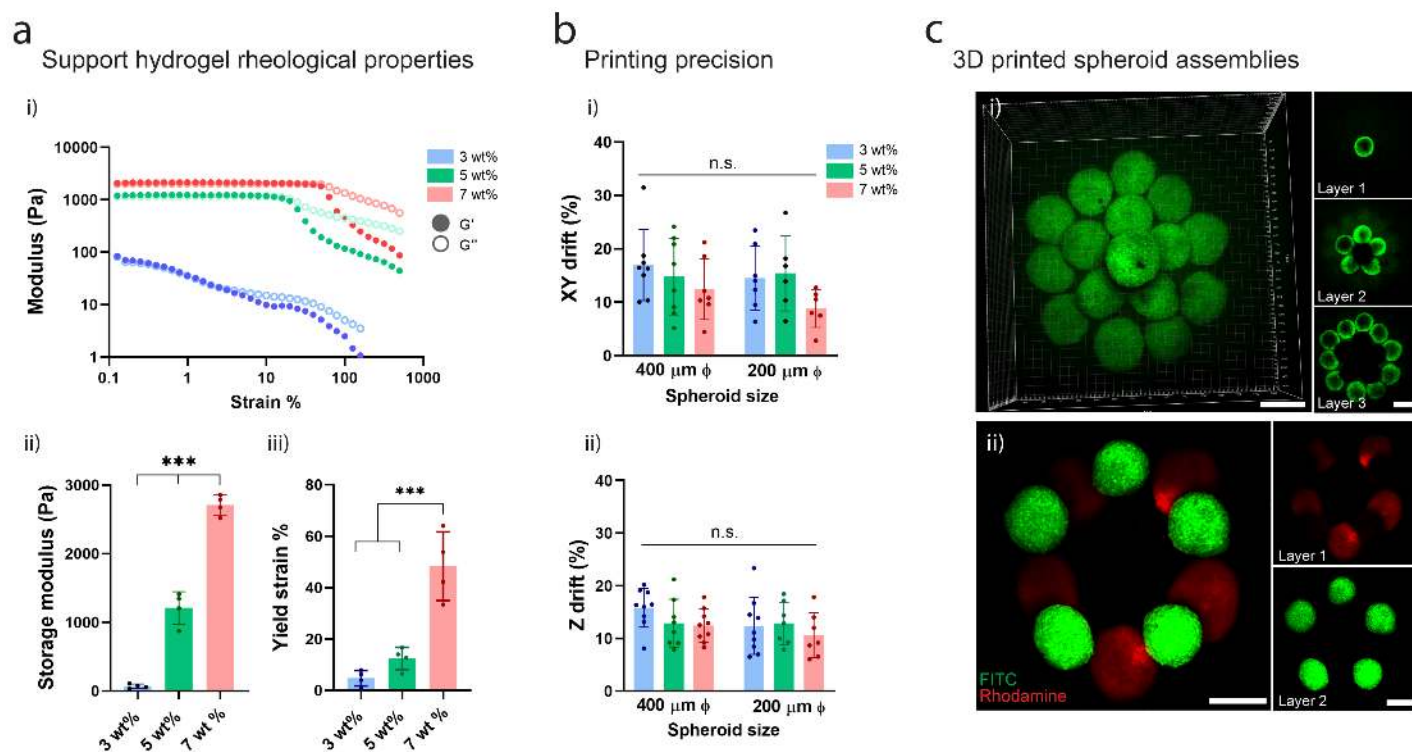 a
Support hydrogel rheological properties
i)
10000
1000
100
10
1
Modulus (Pa)
0.1
1
10
100
1000
Strain %
3 wt%
5 wt%
7 wt%
G'
G"
ii)
***
3000
2000
1000
0
Storage modulus (Pa)
3 wt%
5 wt%
7 wt %
iii)
***
80
60
40
20
0
Yield strain %
3 wt%
5 wt%
7 wt %
b
Printing precision
i)
40
30
20
10
0
XY drift (%)
n.s.
3 wt%
5 wt%
7 wt%
400 μm ϕ
200 μm ϕ
Spheroid size
ii)
40
30
20
10
0
Z drift (%)
n.s.
400 μm ϕ
200 μm ϕ
Spheroid size
c
3D printed spheroid assemblies
i)
Layer 1
Layer 2
Layer 3
ii)
FITC
Rhodamine
Layer 1
Layer 2